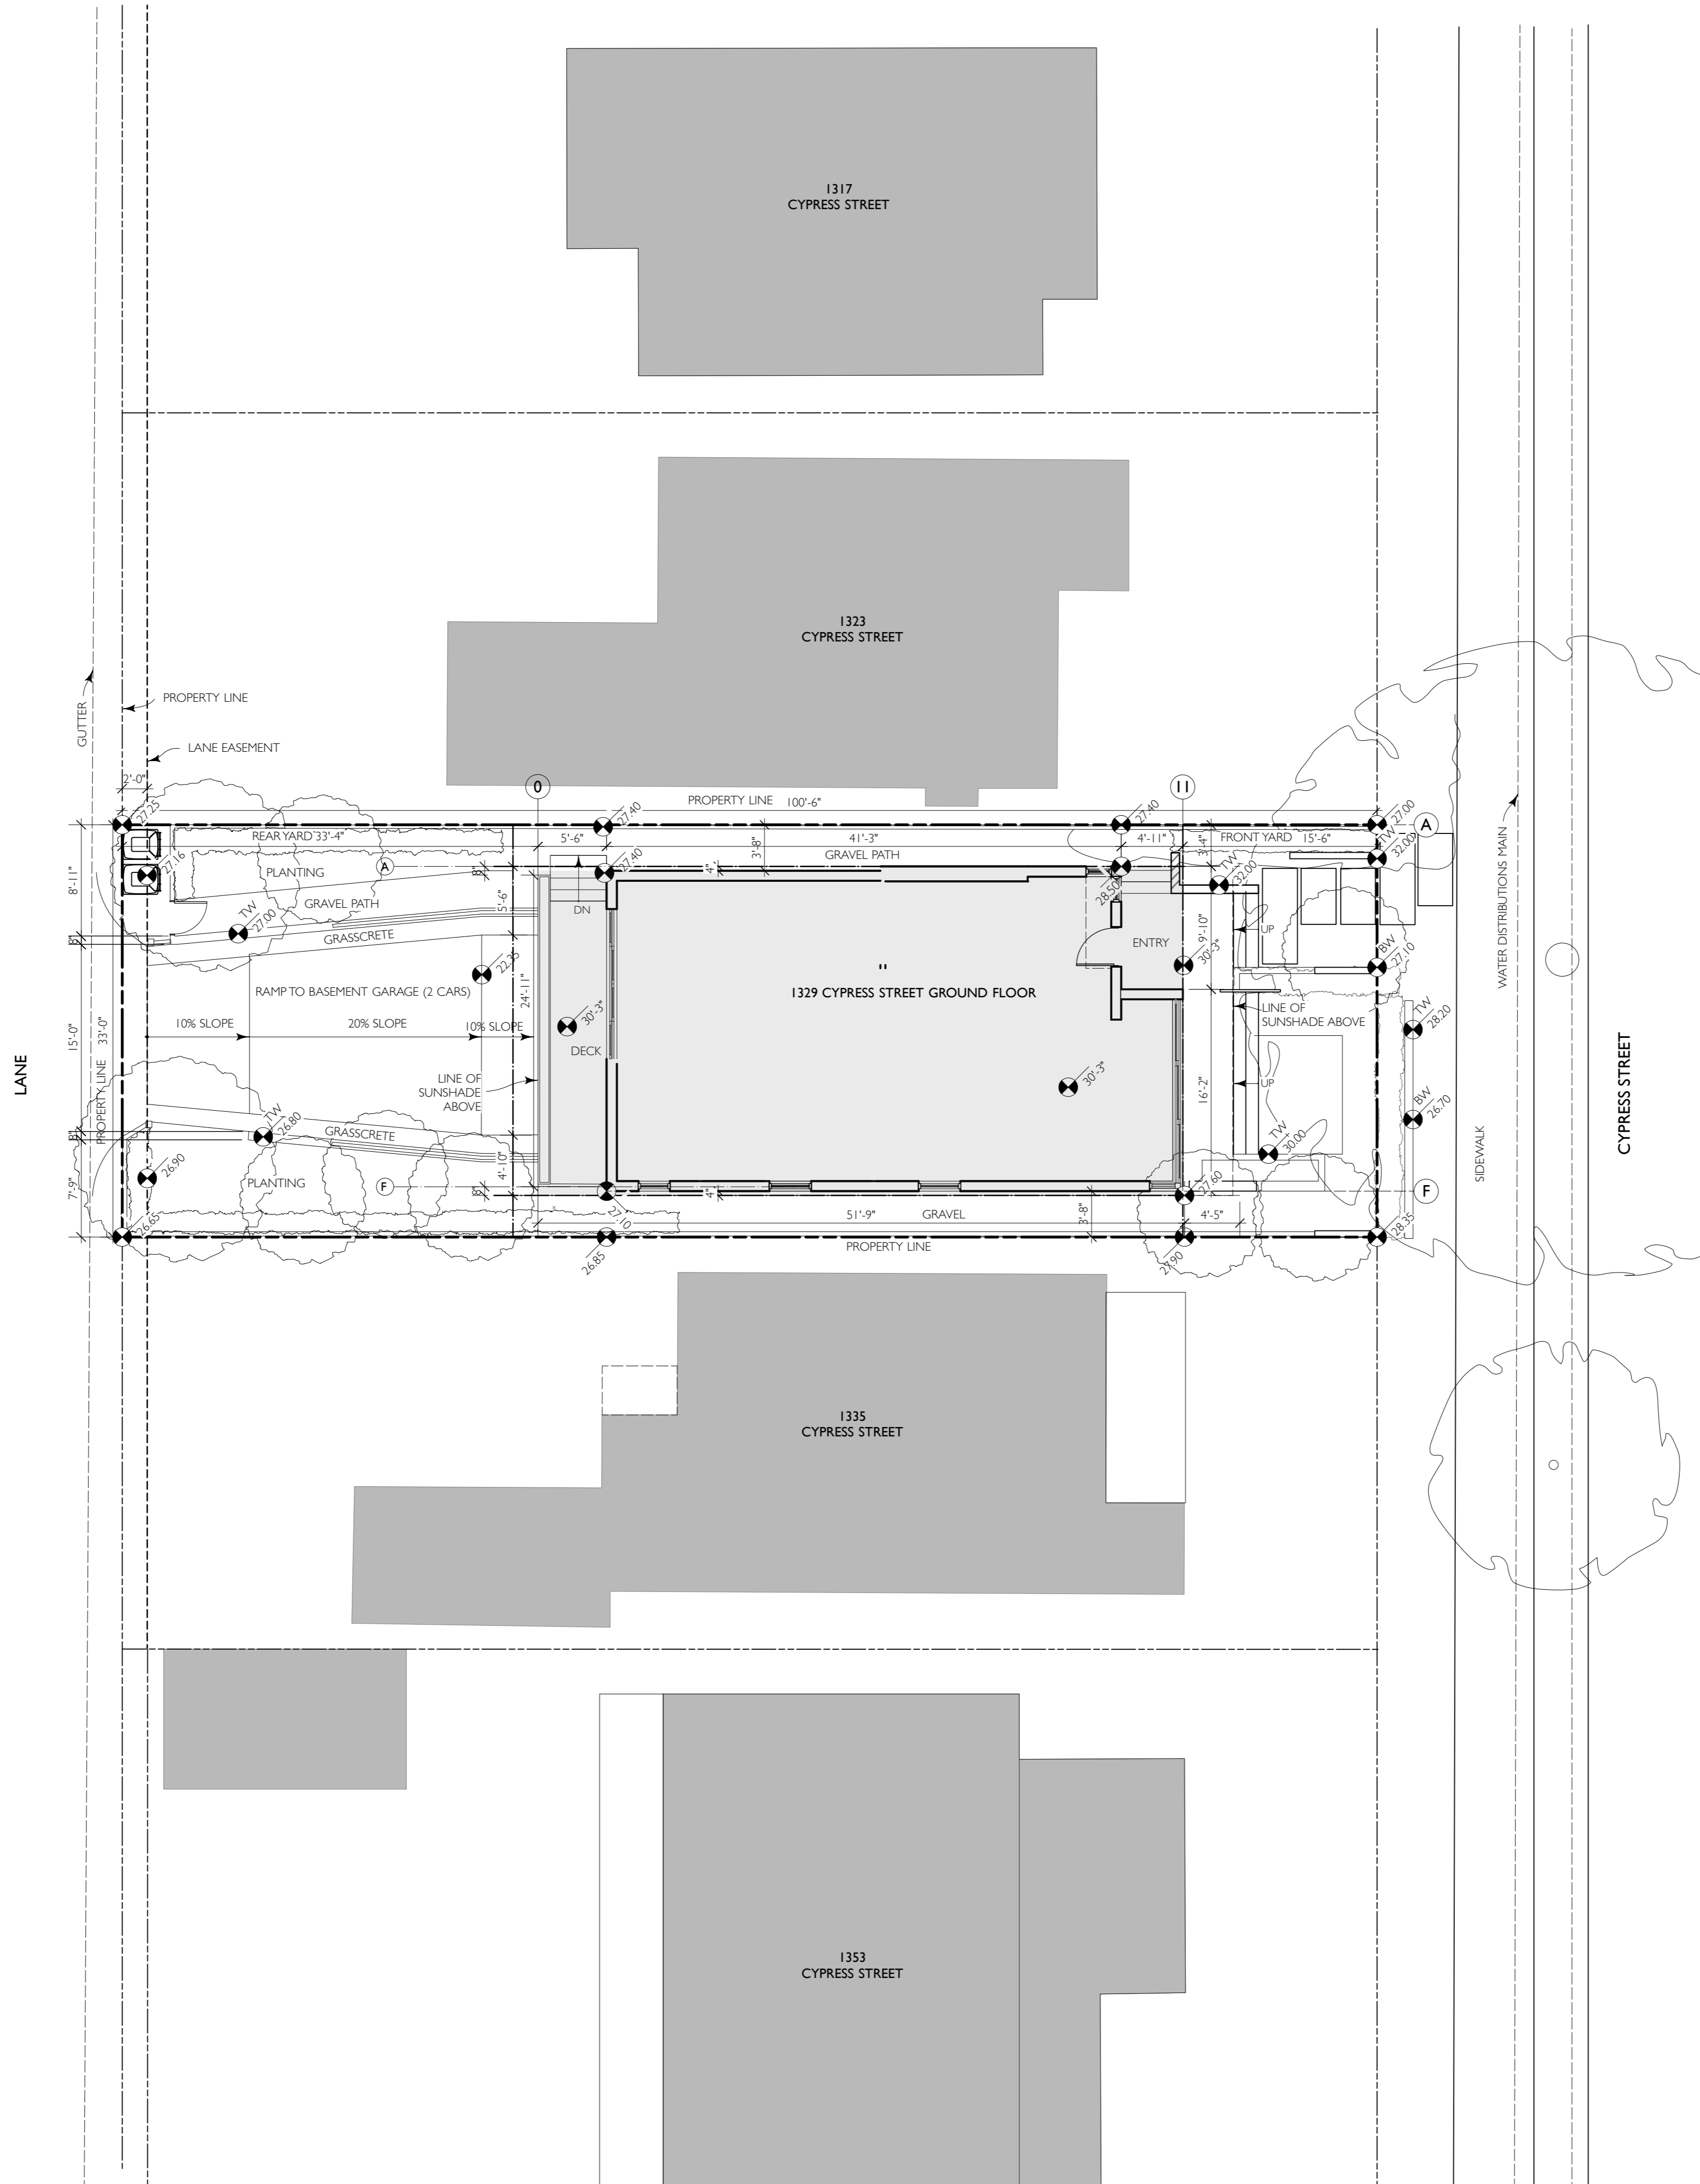 1317
CYPRESS STREET
1323
CYPRESS STREET
GUTTER
PROPERTY LINE
LANE EASEMENT
2'-0"
0
11
PROPERTY LINE 100'-6"
27.25
27.40
27.40
27.00
A
REAR YARD 33'-4"
5'-6"
41'-3"
4'-11"
FRONT YARD 15'-6"
3'-8"
3'-4"
TW
32.00
GRAVEL PATH
27.16
A
8"
27.40
4"
28.50
TW
32.00
PLANTING
8'-11"
GRAVEL PATH
5'-6"
DN
TW
27.00
GRASSCRETE
8"
ENTRY
9'-10"
UP
30'-3"
BW
27.10
22.35
24'-11"
1329 CYPRESS STREET GROUND FLOOR
RAMP TO BASEMENT GARAGE (2 CARS)
LINE OF
SUNSHADE ABOVE
10% SLOPE
20% SLOPE
10% SLOPE
30'-3"
DECK
TW
28.20
LANE
15'-0"
33'-0"
PROPERTY LINE
LINE OF
SUNSHADE
ABOVE
30'-3"
16'-2"
UP
BW
26.70
TW
26.80
GRASSCRETE
8"
TW
30.00
4'-10"
26.90
PLANTING
7'-9"
F
8"
4"
27.60
F
26.65
27.10
51'-9"
GRAVEL
3'-8"
4'-5"
28.35
26.85
PROPERTY LINE
27.90
SIDEWALK
WATER DISTRIBUTIONS MAIN
CYPRESS STREET
1335
CYPRESS STREET
1353
CYPRESS STREET